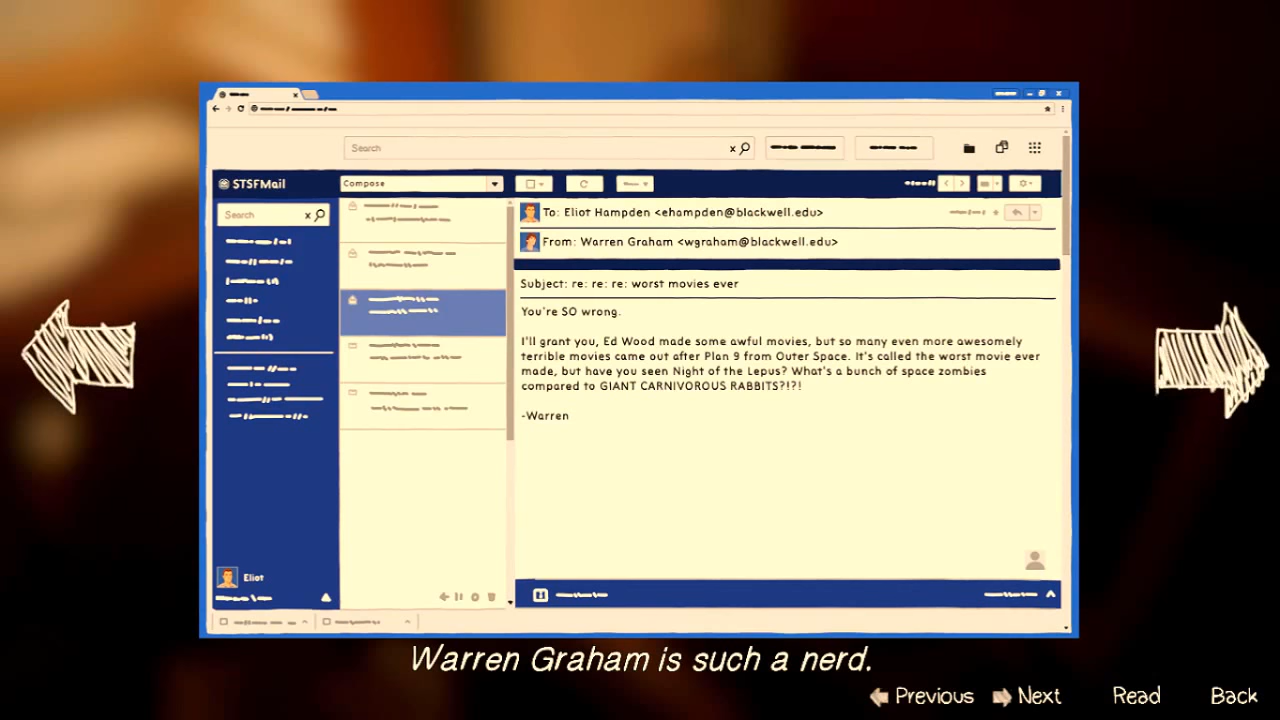 Search
STSFMail
Compose
Search
To: Eliot Hampden <ehampden@blackwell.edu>
From: Warren Graham <wgraham@blackwell.edu>
Subject: re: re: re: worst movies ever
You're SO wrong.
I'll grant you, Ed Wood made some awful movies, but so many even more awesomely
terrible movies came out after Plan 9 from Outer Space. It's called the worst movie ever
made, but have you seen Night of the Lepus? What's a bunch of space zombies
compared to GIANT CARNIVOROUS RABBITS?!?!
-Warren
Eliot
Warren Graham is such a nerd.
Previous Next Read Back